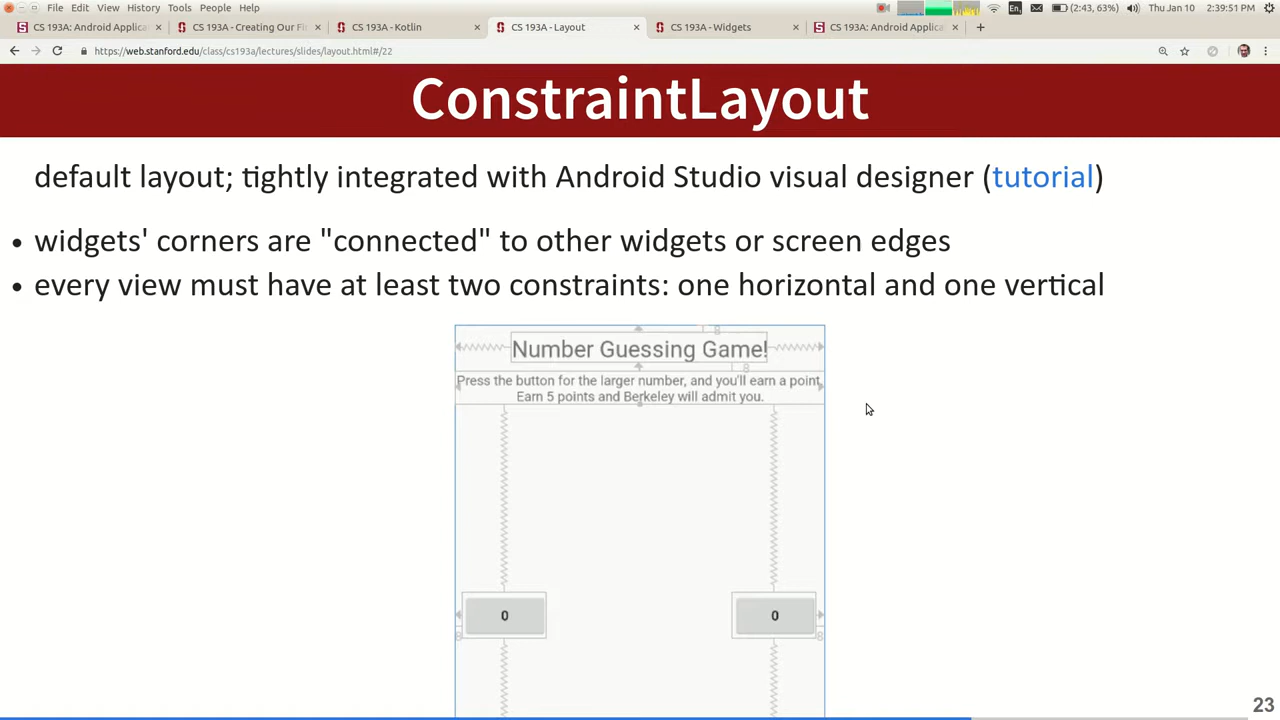 File Edit View History Tools People Help
En (2:43, 63%) Thu Jan 10 2:39:51 PM
CS 193A: Android Applica × CS 193A - Creating Our Fi × CS 193A - Kotlin × CS 193A - Layout × CS 193A - Widgets × CS 193A: Android Applica ×
https://web.stanford.edu/class/cs193a/lectures/slides/layout.html#/22
ConstraintLayout
default layout; tightly integrated with Android Studio visual designer (tutorial)
• widgets' corners are "connected" to other widgets or screen edges
• every view must have at least two constraints: one horizontal and one vertical
8
Number Guessing Game!
8
Press the button for the larger number, and you'll earn a point.
Earn 5 points and Berkeley will admit you.
0 0
8 8
23